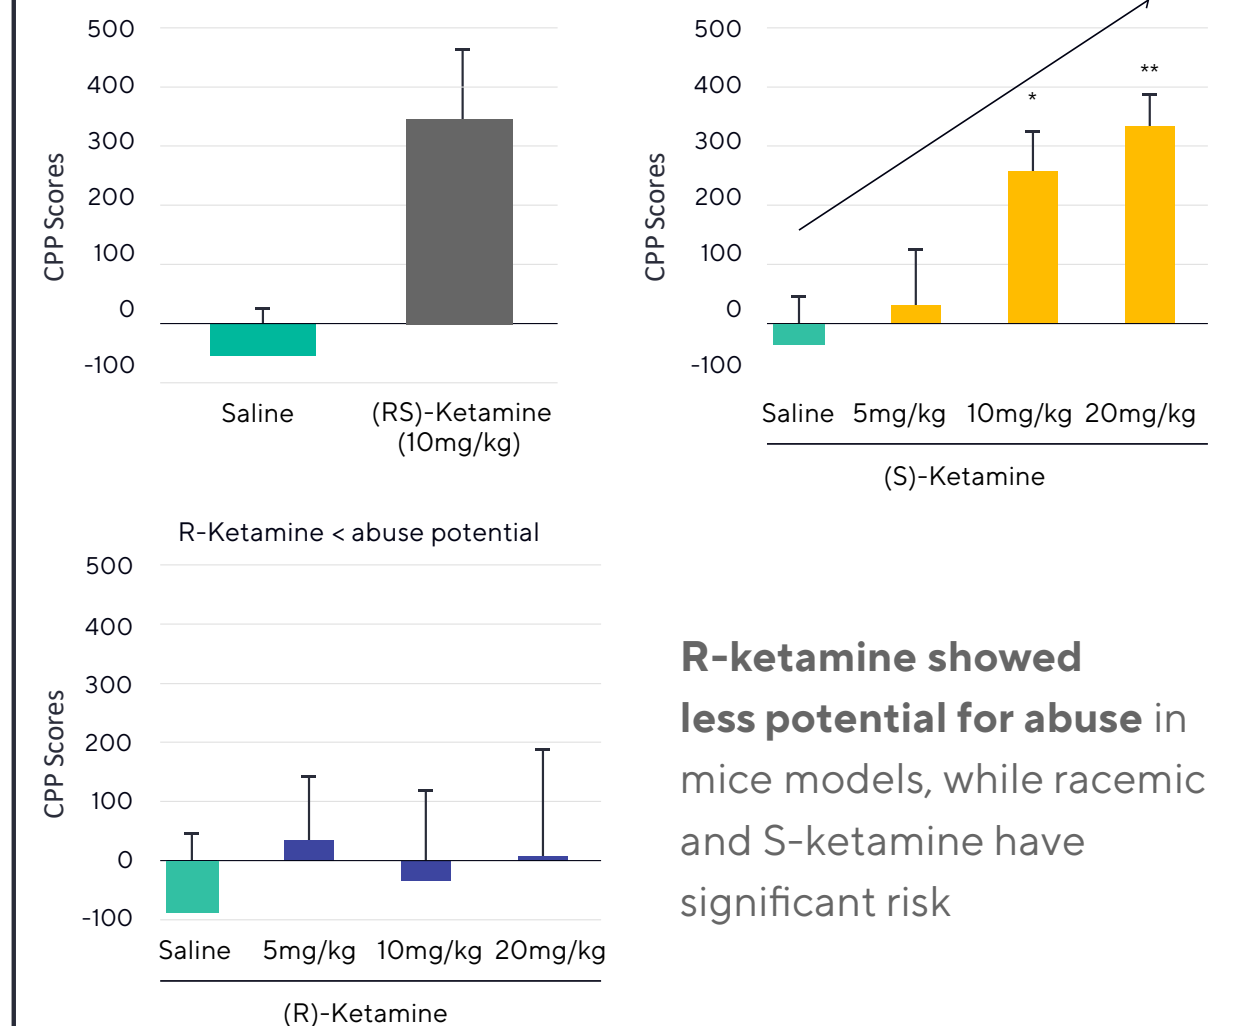 500
400
300
200
100
0
-100
CPP Scores
Saline
(RS)-Ketamine
(10mg/kg)
500
400
300
200
100
0
-100
CPP Scores
*
**
Saline 5mg/kg 10mg/kg 20mg/kg
(S)-Ketamine
R-Ketamine < abuse potential
500
400
300
200
100
0
-100
CPP Scores
Saline 5mg/kg 10mg/kg 20mg/kg
(R)-Ketamine
R-ketamine showed
less potential for abuse in
mice models, while racemic
and S-ketamine have
significant risk